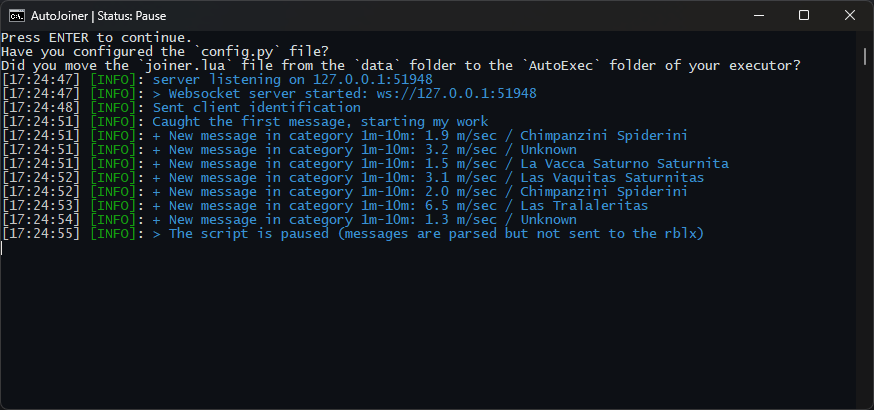 AutoJoiner | Status: Pause
Press ENTER to continue.
Have you configured the `config.py` file?
Did you move the `joiner.lua` file from the `data` folder to the `AutoExec` folder of your executor?
[17:24:47] [INFO]: server listening on 127.0.0.1:51948
[17:24:47] [INFO]: > Websocket server started: ws://127.0.0.1:51948
[17:24:48] [INFO]: Sent client identification
[17:24:51] [INFO]: Caught the first message, starting my work
[17:24:51] [INFO]: + New message in category 1m-10m: 1.9 m/sec / Chimpanzini Spiderini
[17:24:51] [INFO]: + New message in category 1m-10m: 3.2 m/sec / Unknown
[17:24:51] [INFO]: + New message in category 1m-10m: 1.5 m/sec / La Vacca Saturno Saturnita
[17:24:52] [INFO]: + New message in category 1m-10m: 3.1 m/sec / Las Vaquitas Saturnitas
[17:24:52] [INFO]: + New message in category 1m-10m: 2.0 m/sec / Chimpanzini Spiderini
[17:24:53] [INFO]: + New message in category 1m-10m: 6.5 m/sec / Las Tralaleritas
[17:24:54] [INFO]: + New message in category 1m-10m: 1.3 m/sec / Unknown
[17:24:55] [INFO]: > The script is paused (messages are parsed but not sent to the rblx)